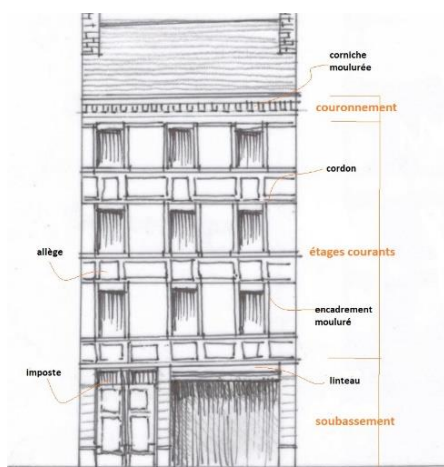 corniche
moulurée
couronnement
cordon
allège
étages courants
encadrement
mouluré
imposte
linteau
soubassement